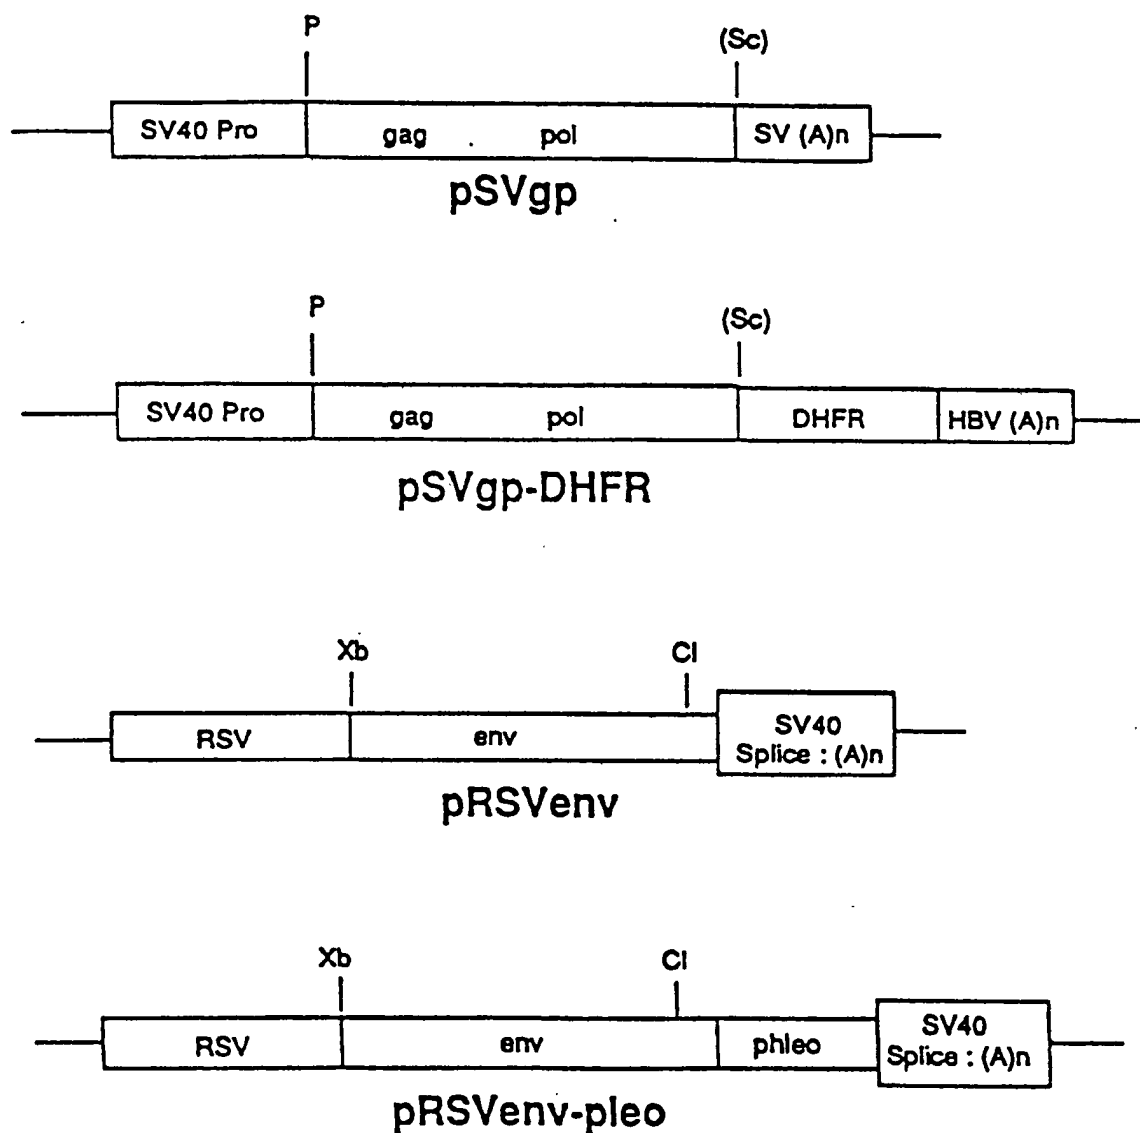 P (Sc)
SV40 Pro gag pol SV (A)n
pSVgp
P (Sc)
SV40 Pro gag pol DHFR HBV (A)n
pSVgp-DHFR
Xb Cl
RSV env SV40
Splice : (A)n
pRSVenv
Xb Cl
RSV env phleo SV40
Splice : (A)n
pRSVenv-pleo